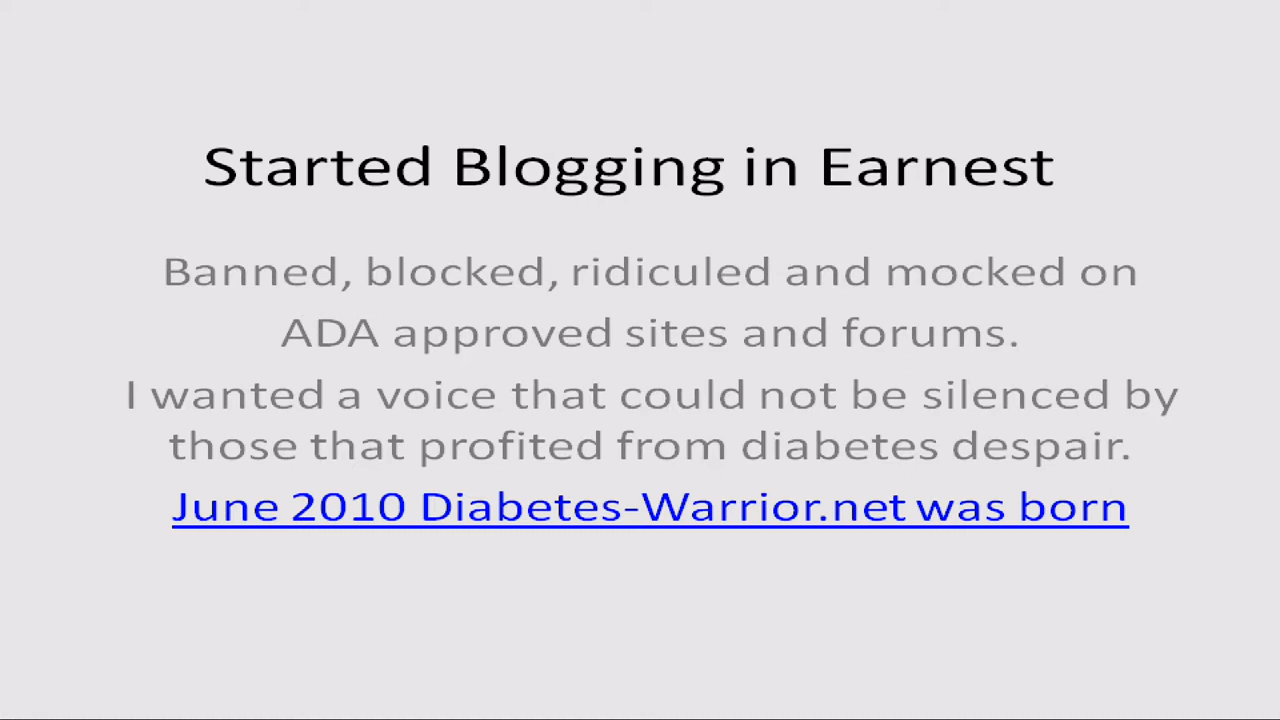 Started Blogging in Earnest
Banned, blocked, ridiculed and mocked on
ADA approved sites and forums.
I wanted a voice that could not be silenced by
those that profited from diabetes despair.
June 2010 Diabetes-Warrior.net was born